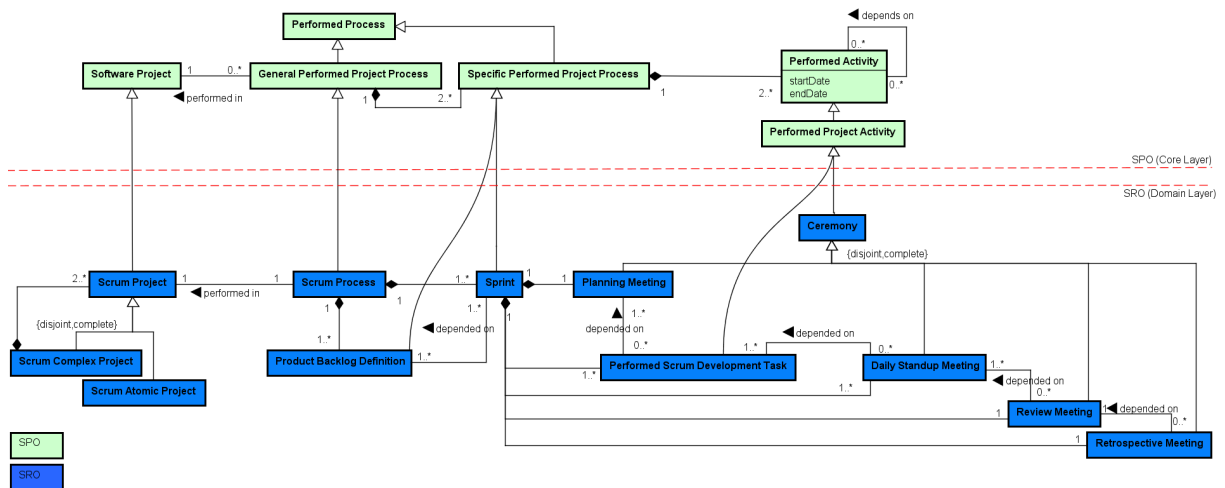 Performed Process
depends on
0..*
Software Project
1
0..*
General Performed Project Process
Specific Performed Project Process
Performed Activity
startDate
endDate
performed in
1
2..*
1
2..*
0..*
Performed Project Activity
SPO (Core Layer)
SRO (Domain Layer)
Ceremony
{disjoint,complete}
2..*
Scrum Project
1
1
Scrum Process
1..*
Sprint
1
1
Planning Meeting
performed in
1
1
1..*
1
1..*
{disjoint,complete}
depended on
depended on
depended on
1..*
1..*
0..*
1..*
0..*
Scrum Complex Project
Product Backlog Definition
Performed Scrum Development Task
Daily Standup Meeting
1..*
1..*
1..*
depended on
Scrum Atomic Project
0..*
1
Review Meeting
1
depended on
0..*
SPO
1
Retrospective Meeting
SRO